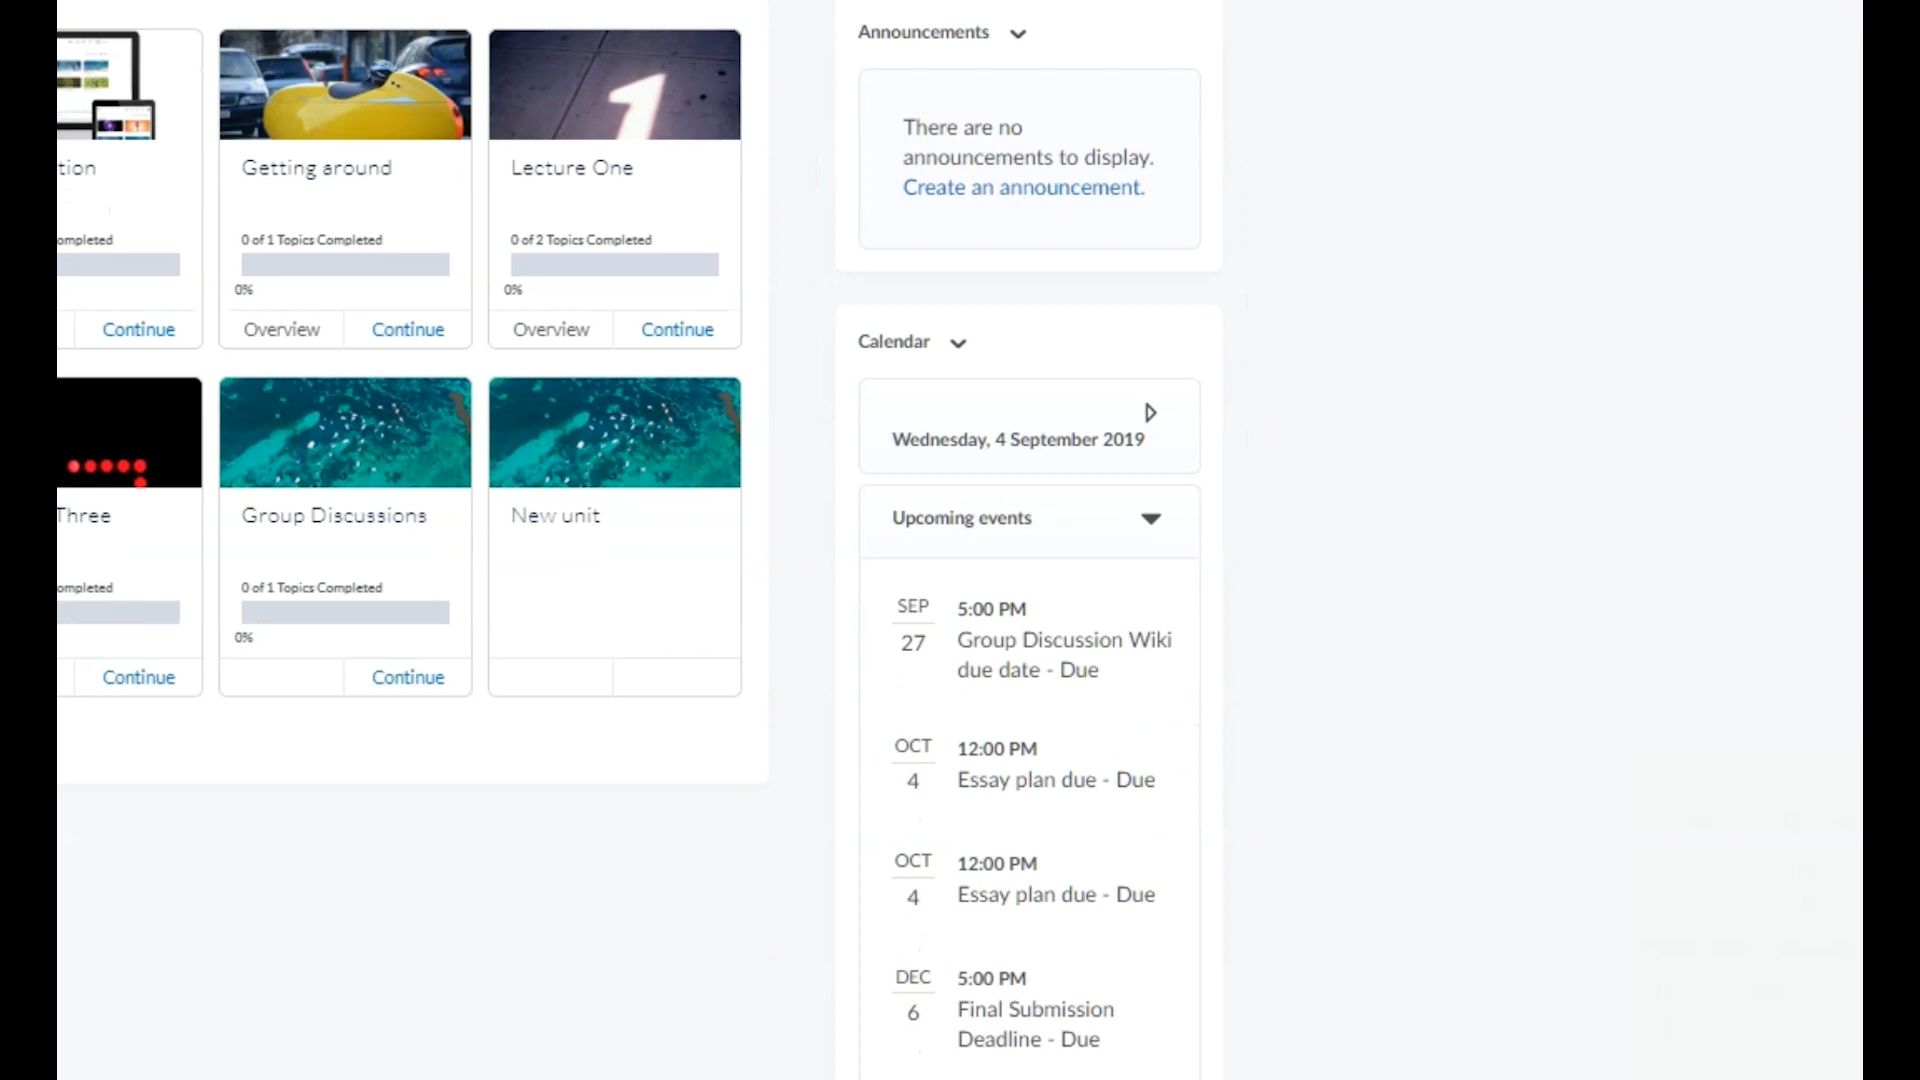 Announcements
There are no
announcements to display.
Create an announcement.
tion
Getting around
Lecture One
ompleted
0 of 1 Topics Completed
0 of 2 Topics Completed
0%
0%
Continue
Overview
Continue
Overview
Continue
Three
Group Discussions
New unit
ompleted
0 of 1 Topics Completed
0%
Continue
Continue
Calendar
Wednesday, 4 September 2019
Upcoming events
SEP
27
5:00 PM
Group Discussion Wiki
due date - Due
OCT
4
12:00 PM
Essay plan due - Due
OCT
4
12:00 PM
Essay plan due - Due
DEC
6
5:00 PM
Final Submission
Deadline - Due